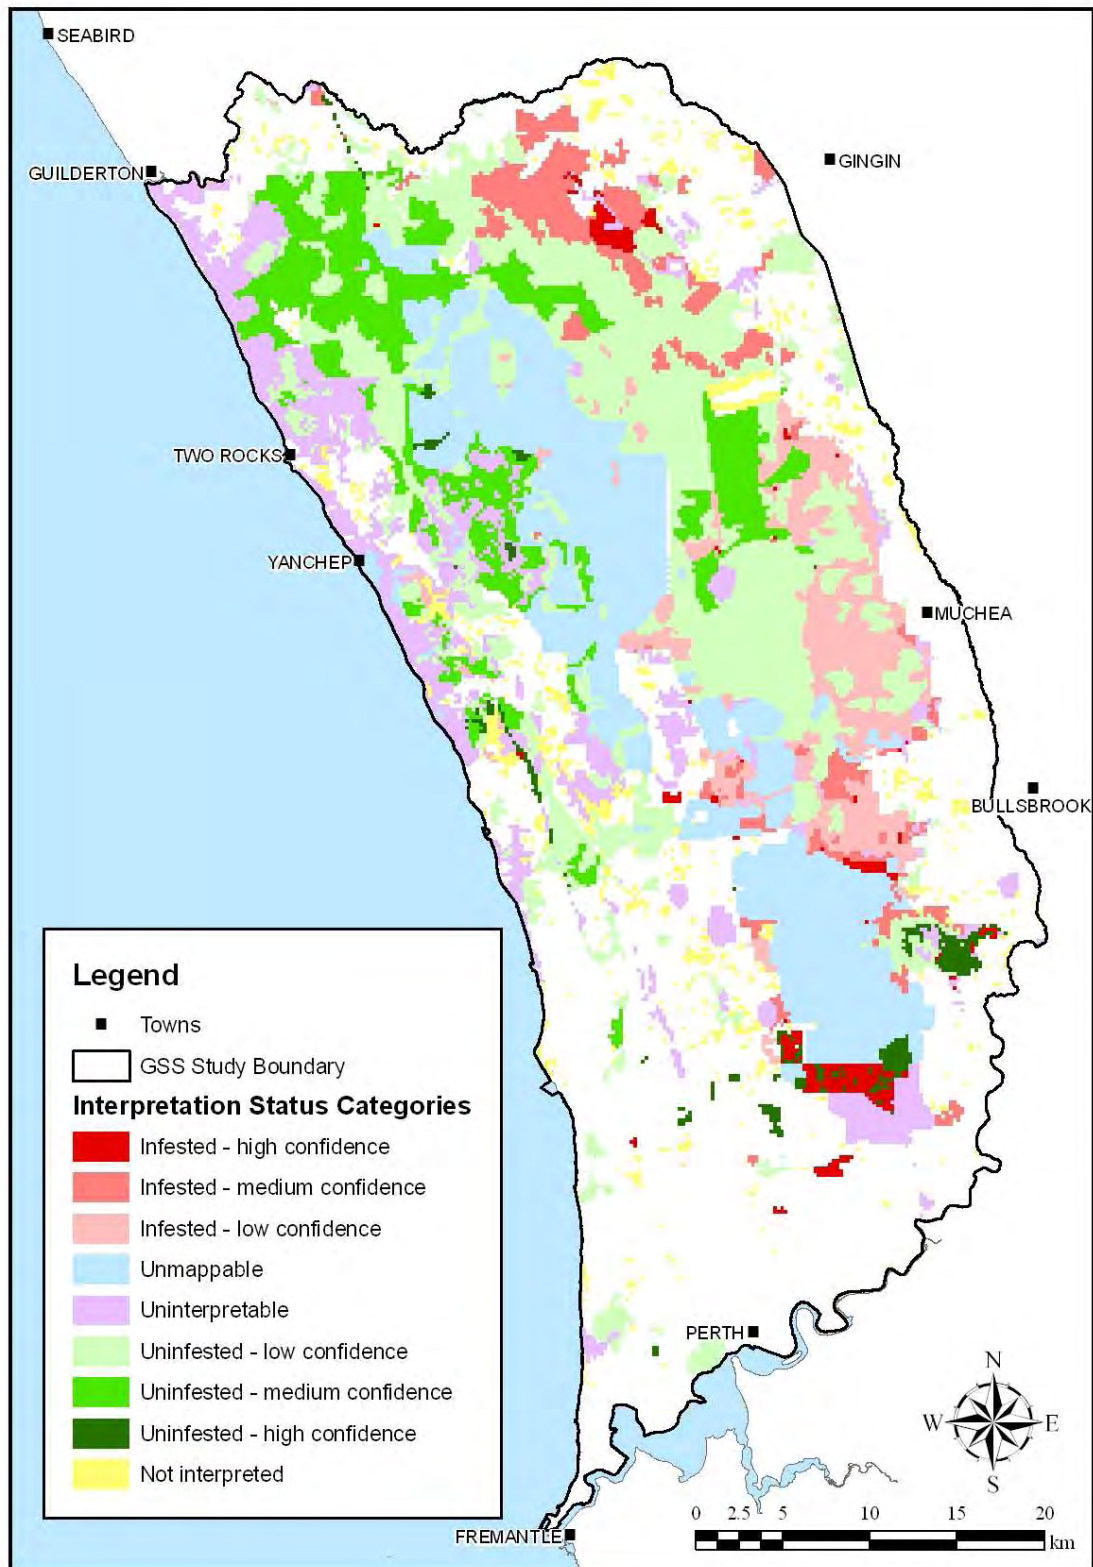 SEABIRD
GINGIN
GUILDERTON
TWO ROCKS
YANCHEP
MUCHEA
BULLSBROOK
Legend
Towns
GSS Study Boundary
Interpretation Status Categories
Infested - high confidence
Infested - medium confidence
Infested - low confidence
Unmappable
Uninterpretable
Uninfested - low confidence
Uninfested - medium confidence
Uninfested - high confidence
Not interpreted
PERTH
N
W E
S
0 2.5 5 10 15 20
km
FREMANTLE